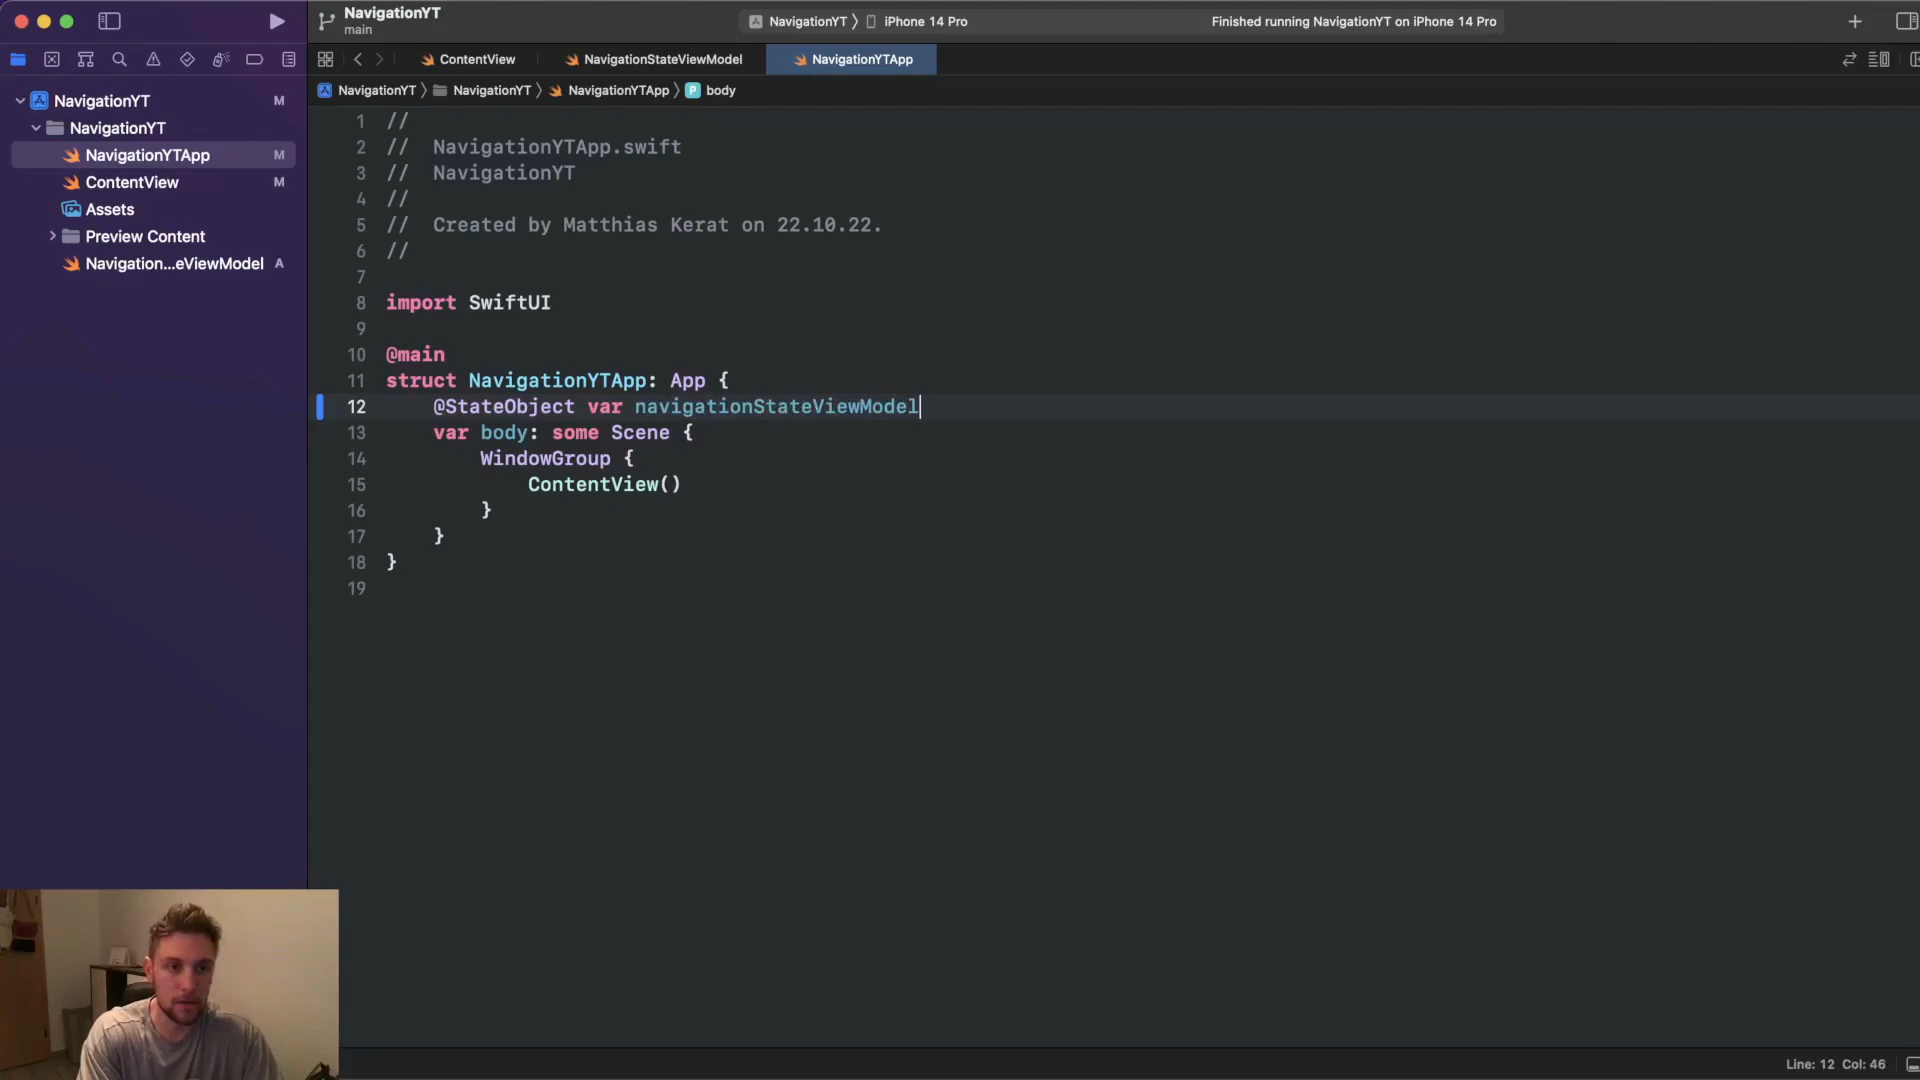 NavigationYT
main
NavigationYT
iPhone 14 Pro
Finished running NavigationYT on iPhone 14 Pro
ContentView
NavigationStateViewModel
NavigationYTApp
NavigationYT
NavigationYT
NavigationYTApp
P body
NavigationYT M
NavigationYT
NavigationYTApp M
ContentView M
Assets
Preview Content
Navigation...eViewModel A
1 //
2 //  NavigationYTApp.swift
3 //  NavigationYT
4 //
5 //  Created by Matthias Kerat on 22.10.22.
6 //
7
8 import SwiftUI
9
10 @main
11 struct NavigationYTApp: App {
12     @StateObject var navigationStateViewModel
13     var body: some Scene {
14         WindowGroup {
15             ContentView()
16         }
17     }
18 }
19
Line: 12 Col: 46